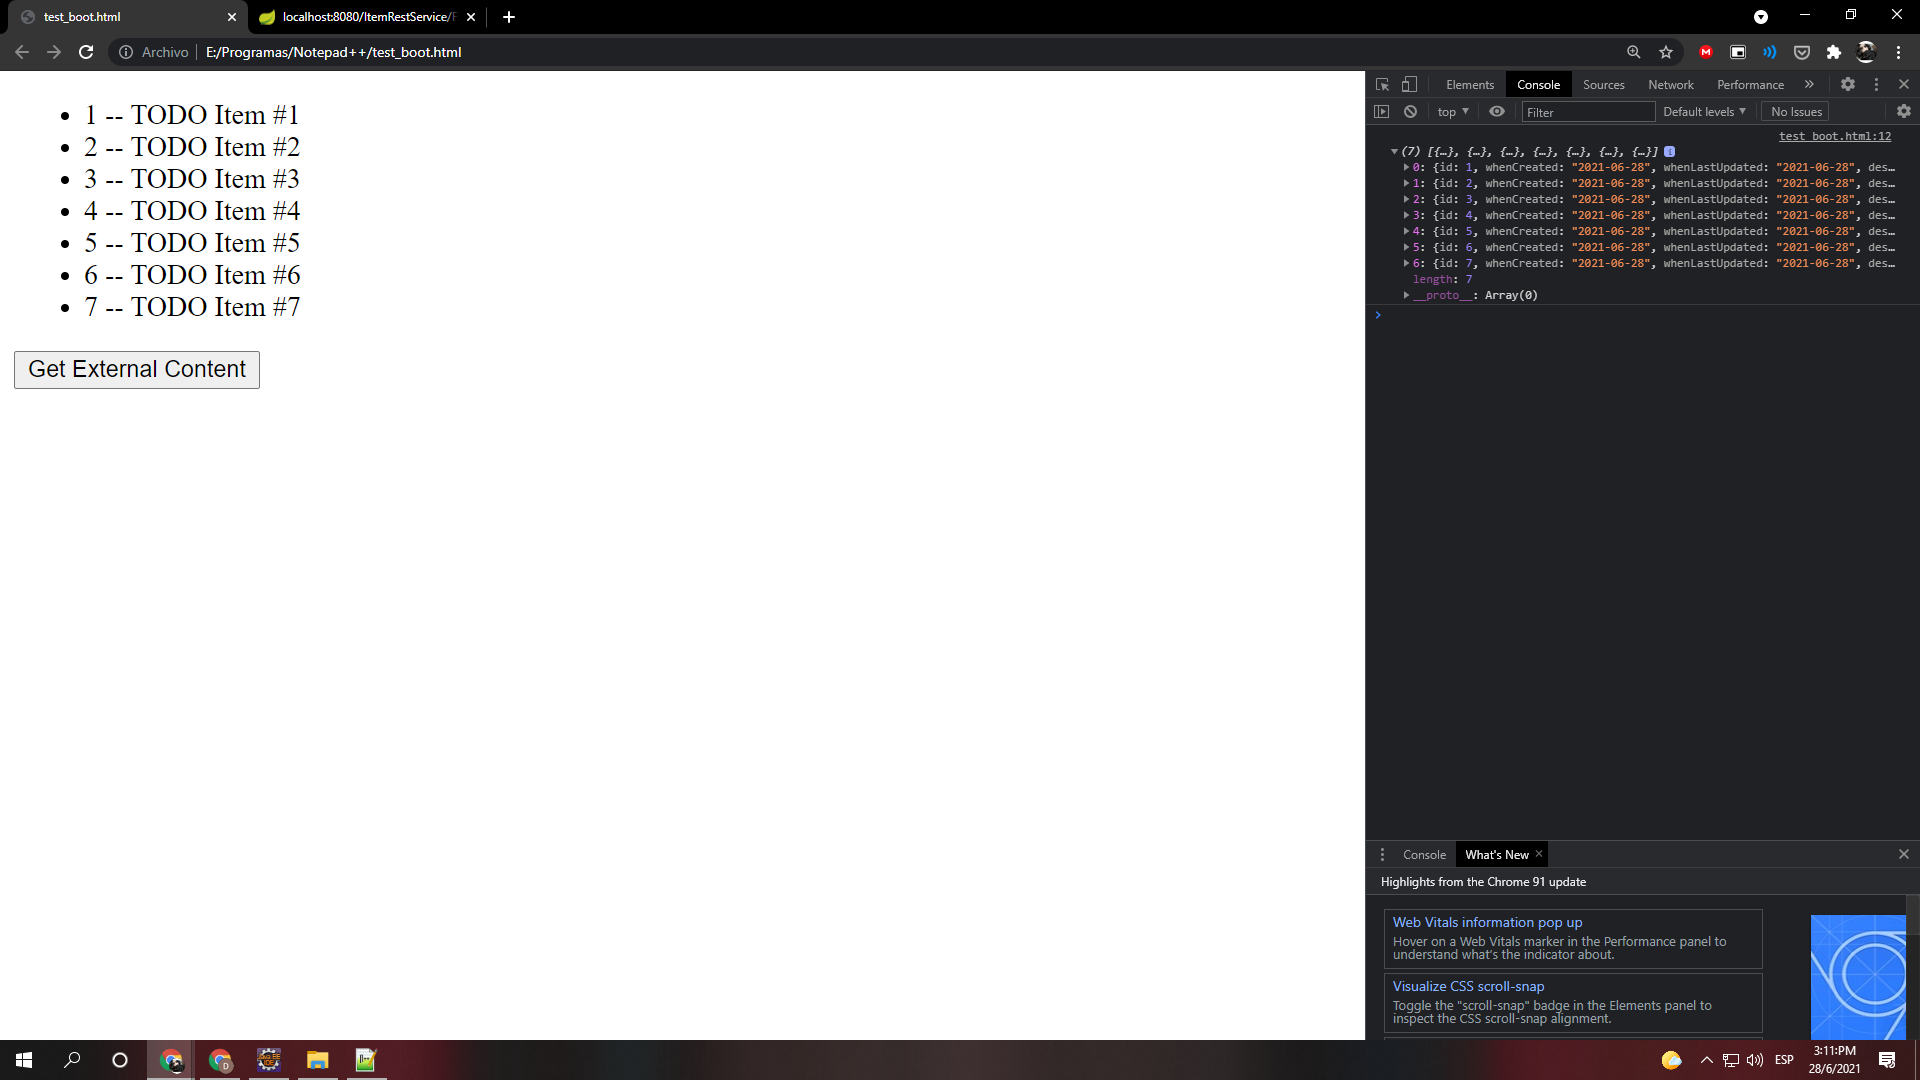 test_boot.html
localhost:8080/ItemRestService/F
Archivo
E:/Programas/Notepad++/test_boot.html
1 -- TODO Item #1
2 -- TODO Item #2
3 -- TODO Item #3
4 -- TODO Item #4
5 -- TODO Item #5
6 -- TODO Item #6
7 -- TODO Item #7
Get External Content
Elements Console Sources Network Performance
top Filter Default levels No Issues
test_boot.html:12
(7) [{…}, {…}, {…}, {…}, {…}, {…}, {…}]
0: {id: 1, whenCreated: "2021-06-28", whenLastUpdated: "2021-06-28", des…
1: {id: 2, whenCreated: "2021-06-28", whenLastUpdated: "2021-06-28", des…
2: {id: 3, whenCreated: "2021-06-28", whenLastUpdated: "2021-06-28", des…
3: {id: 4, whenCreated: "2021-06-28", whenLastUpdated: "2021-06-28", des…
4: {id: 5, whenCreated: "2021-06-28", whenLastUpdated: "2021-06-28", des…
5: {id: 6, whenCreated: "2021-06-28", whenLastUpdated: "2021-06-28", des…
6: {id: 7, whenCreated: "2021-06-28", whenLastUpdated: "2021-06-28", des…
length: 7
__proto__: Array(0)
Console What's New
Highlights from the Chrome 91 update
Web Vitals information pop up
Hover on a Web Vitals marker in the Performance panel to
understand what's the indicator about.
Visualize CSS scroll-snap
Toggle the "scroll-snap" badge in the Elements panel to
inspect the CSS scroll-snap alignment.
ESP
3:11:PM
28/6/2021